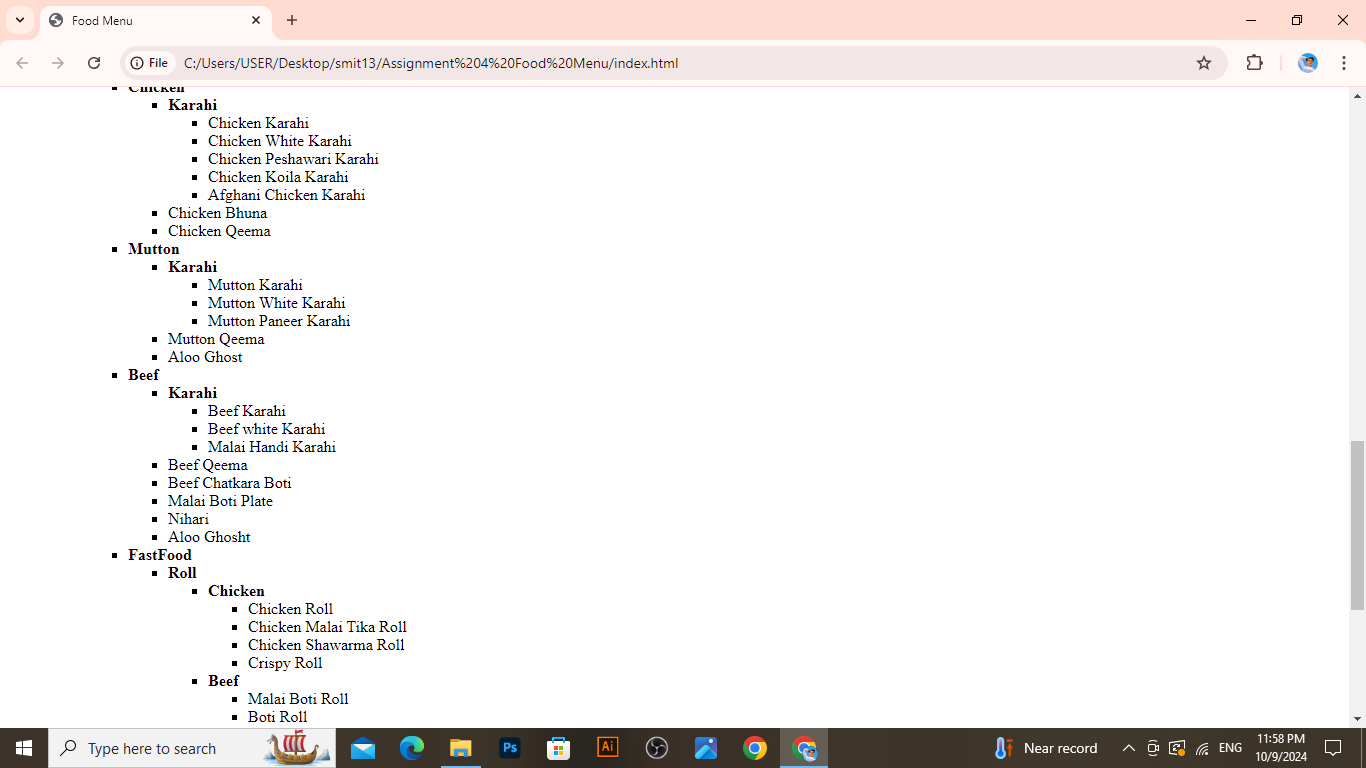 Food Menu
File
C:/Users/USER/Desktop/smit13/Assignment%204%20Food%20Menu/index.html
Chicken
Karahi
Chicken Karahi
Chicken White Karahi
Chicken Peshawari Karahi
Chicken Koila Karahi
Afghani Chicken Karahi
Chicken Bhuna
Chicken Qeema
Mutton
Karahi
Mutton Karahi
Mutton White Karahi
Mutton Paneer Karahi
Mutton Qeema
Aloo Ghost
Beef
Karahi
Beef Karahi
Beef white Karahi
Malai Handi Karahi
Beef Qeema
Beef Chatkara Boti
Malai Boti Plate
Nihari
Aloo Ghosht
FastFood
Roll
Chicken
Chicken Roll
Chicken Malai Tika Roll
Chicken Shawarma Roll
Crispy Roll
Beef
Malai Boti Roll
Boti Roll
Type here to search
Ps
Ai
Near record
ENG
11:58 PM
10/9/2024